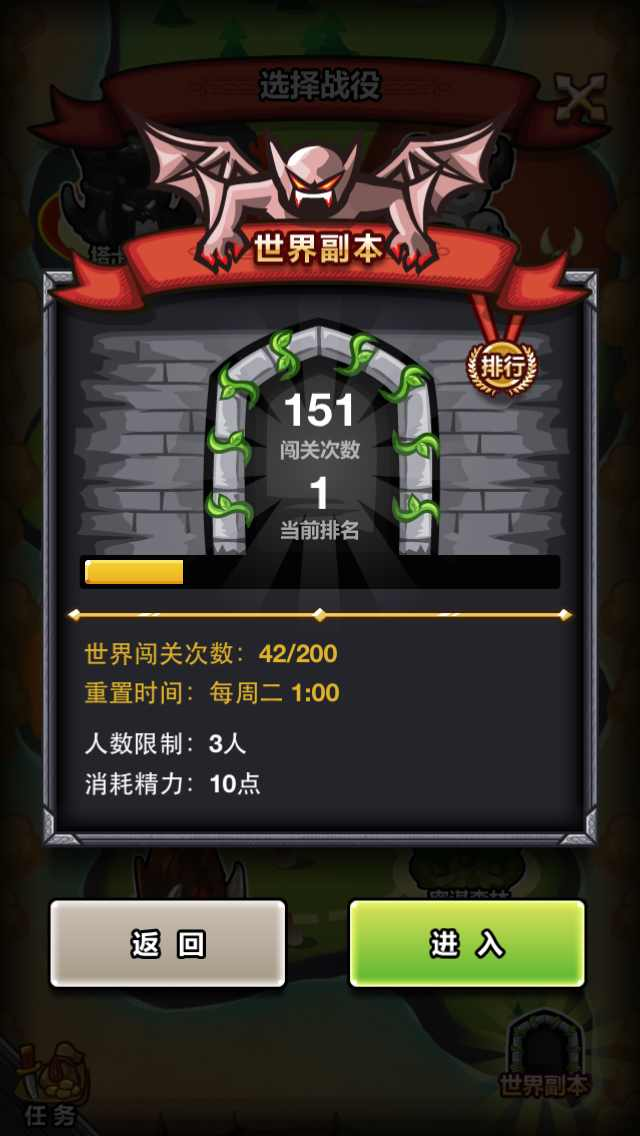 选择战役
世界副本
排行
151
闯关次数
1
当前排名
世界闯关次数：42/200
重置时间：每周二 1:00
人数限制：3人
消耗精力：10点
返回
进入
世界副本
任务